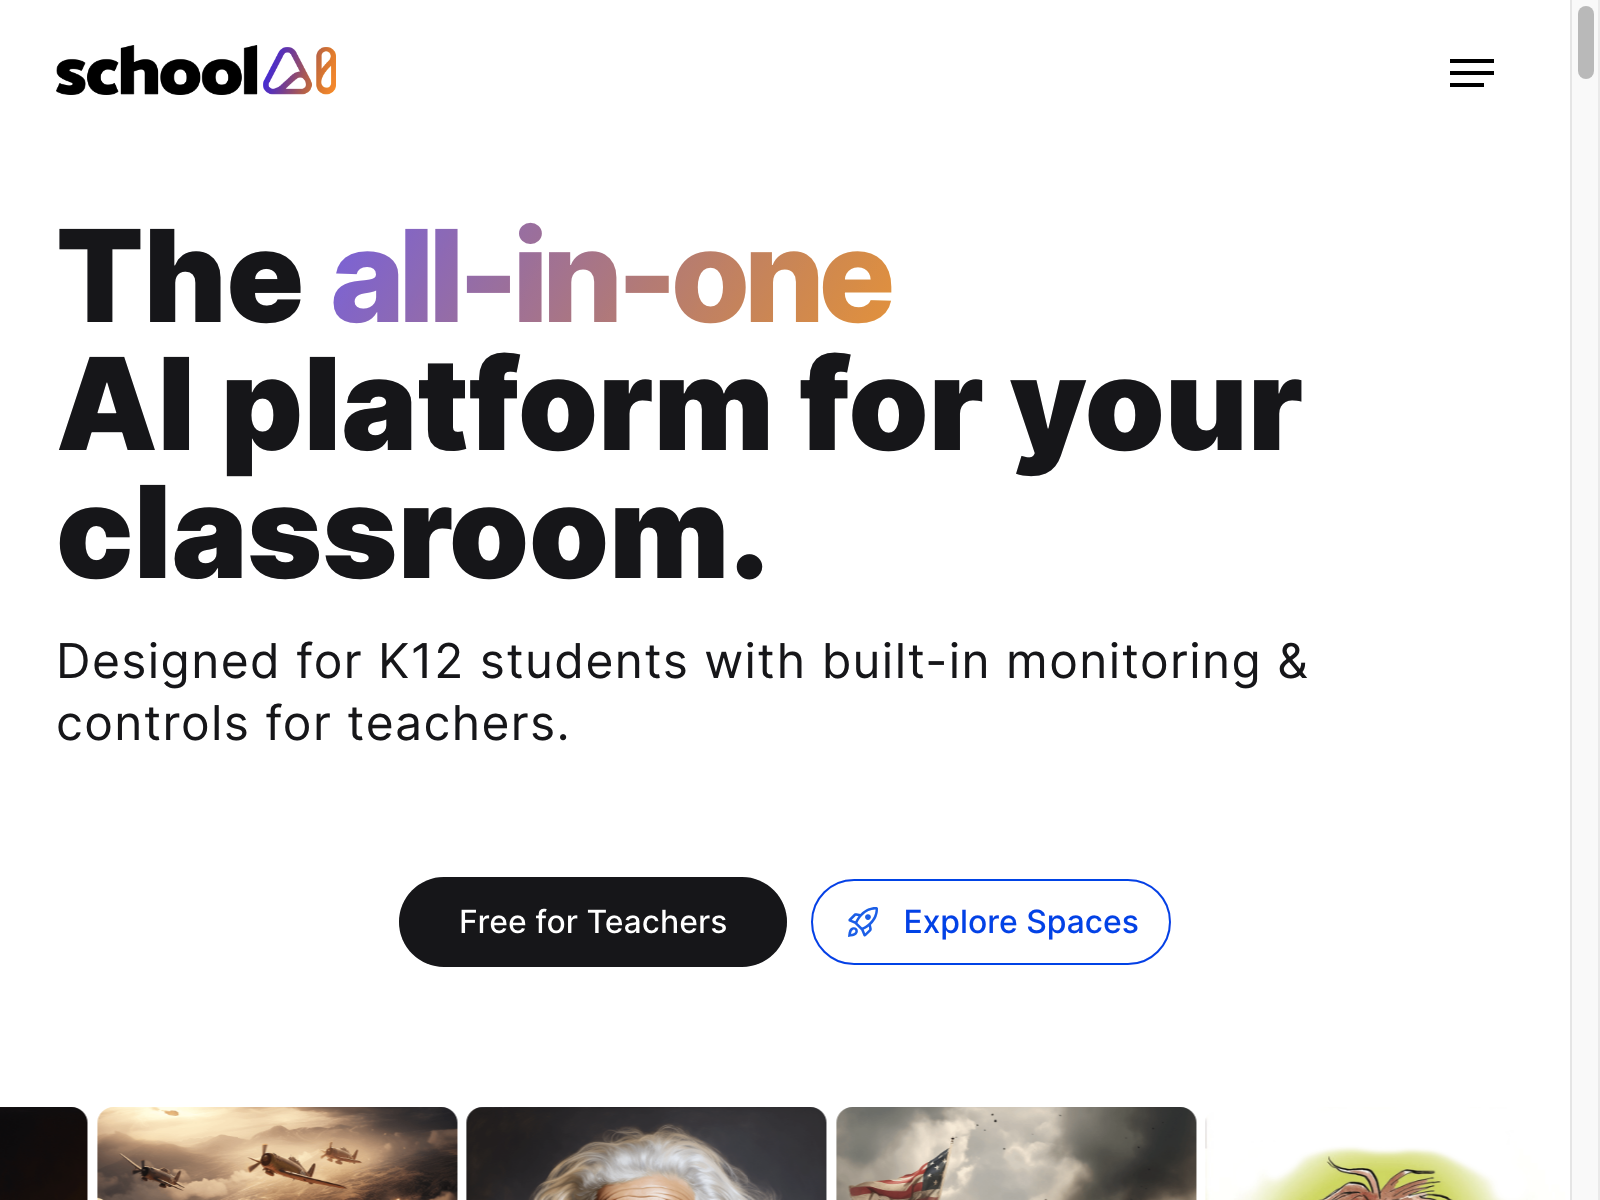 schoolAI
The all-in-one
AI platform for your
classroom.
Designed for K12 students with built-in monitoring &
controls for teachers.
Free for Teachers
Explore Spaces